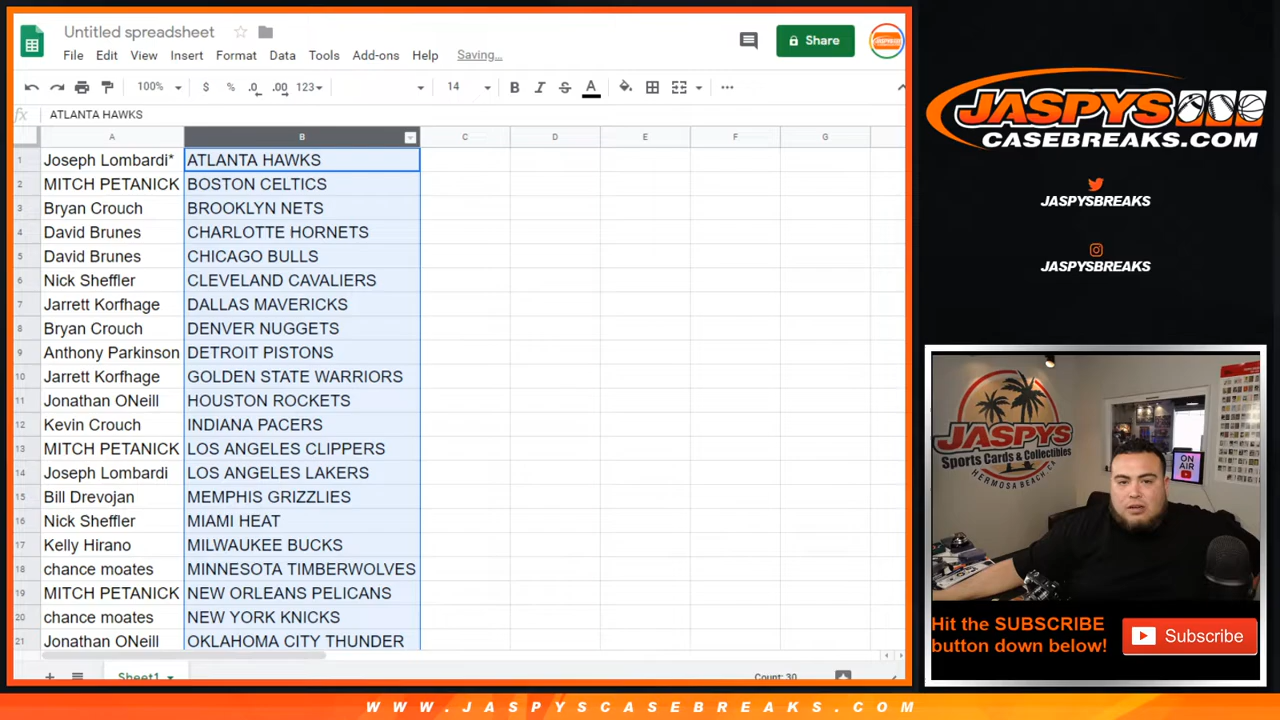 Untitled spreadsheet
File Edit View Insert Format Data Tools Add-ons Help Saving...
Share
100% $ % .0 .00 123 14 B I S A
fx ATLANTA HAWKS
A B C D E F G
1 Joseph Lombardi* ATLANTA HAWKS
2 MITCH PETANICK BOSTON CELTICS
3 Bryan Crouch BROOKLYN NETS
4 David Brunes CHARLOTTE HORNETS
5 David Brunes CHICAGO BULLS
6 Nick Sheffler CLEVELAND CAVALIERS
7 Jarrett Korfhage DALLAS MAVERICKS
8 Bryan Crouch DENVER NUGGETS
9 Anthony Parkinson DETROIT PISTONS
10 Jarrett Korfhage GOLDEN STATE WARRIORS
11 Jonathan ONeill HOUSTON ROCKETS
12 Kevin Crouch INDIANA PACERS
13 MITCH PETANICK LOS ANGELES CLIPPERS
14 Joseph Lombardi LOS ANGELES LAKERS
15 Bill Drevojan MEMPHIS GRIZZLIES
16 Nick Sheffler MIAMI HEAT
17 Kelly Hirano MILWAUKEE BUCKS
18 chance moates MINNESOTA TIMBERWOLVES
19 MITCH PETANICK NEW ORLEANS PELICANS
20 chance moates NEW YORK KNICKS
21 Jonathan ONeill OKLAHOMA CITY THUNDER
Sheet1
Count: 30
JASPYS
CASEBREAKS.COM
JASPYSBREAKS
JASPYSBREAKS
JASPYS
Sports Cards & Collectibles
HERMOSA BEACH, CA
ON
AIR
Hit the SUBSCRIBE
button down below!
Subscribe
WWW.JASPYSCASEBREAKS.COM